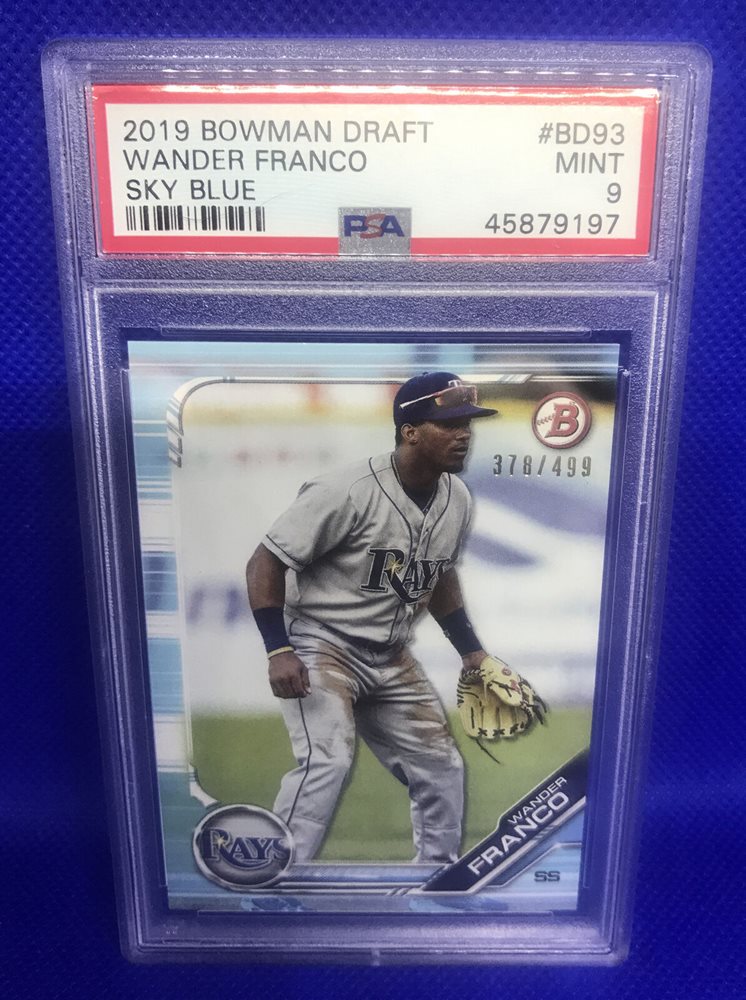 2019 BOWMAN DRAFT #BD93
WANDER FRANCO MINT
SKY BLUE 9
PSA 45879197
B
378/499
RAYS
RAYS
WANDER
FRANCO
SS